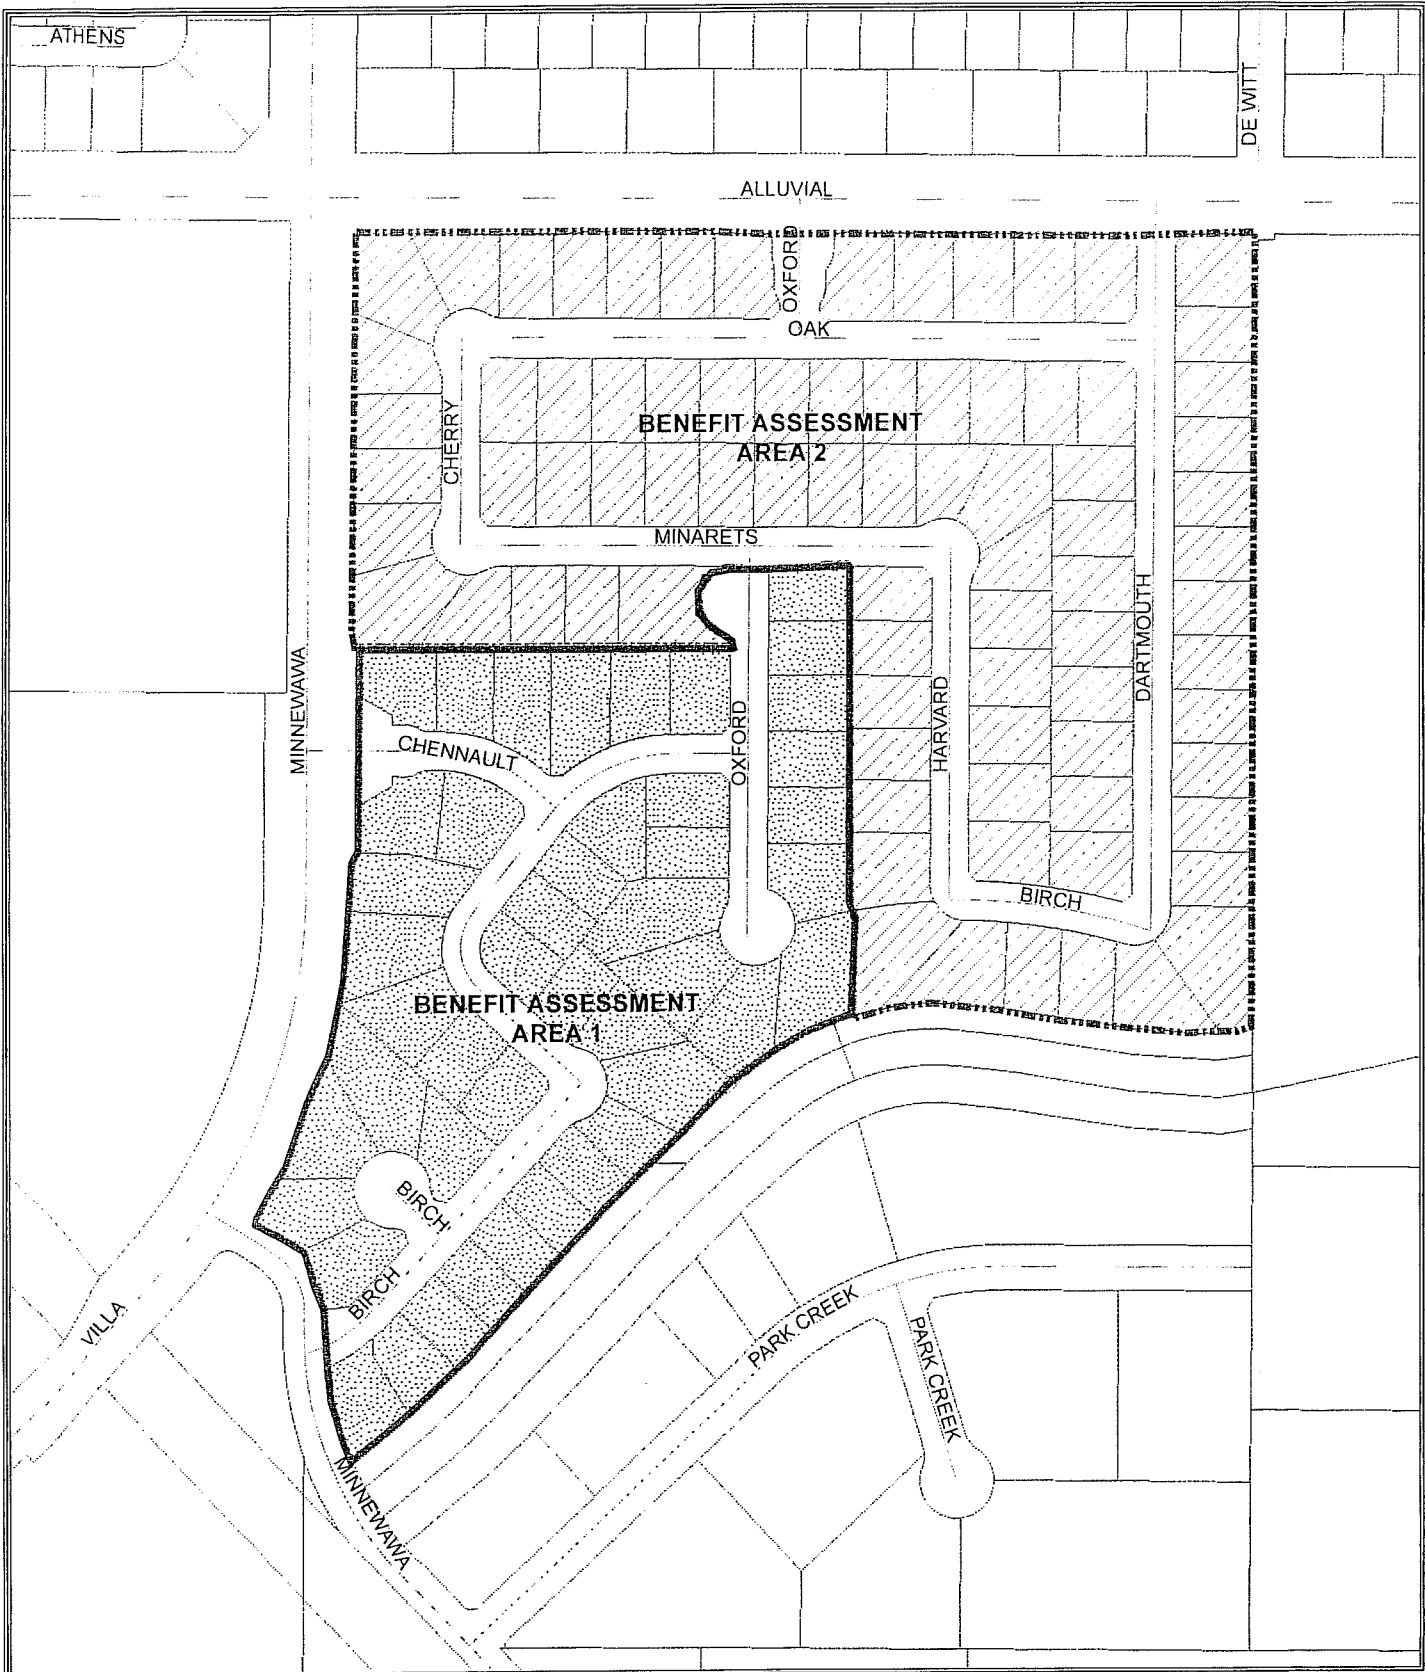 ATHENS
DE WITT
ALLUVIAL
OXFORD
OAK
CHERRY
BENEFIT ASSESSMENT
AREA 2
MINARETS
DARTMOUTH
MINNEWAWA
HARVARD
OXFORD
CHENNAULT
BIRCH
BENEFIT ASSESSMENT
AREA 1
BIRCH
BIRCH
VILLA
PARK CREEK
PARK CREEK
MINNEWAWA